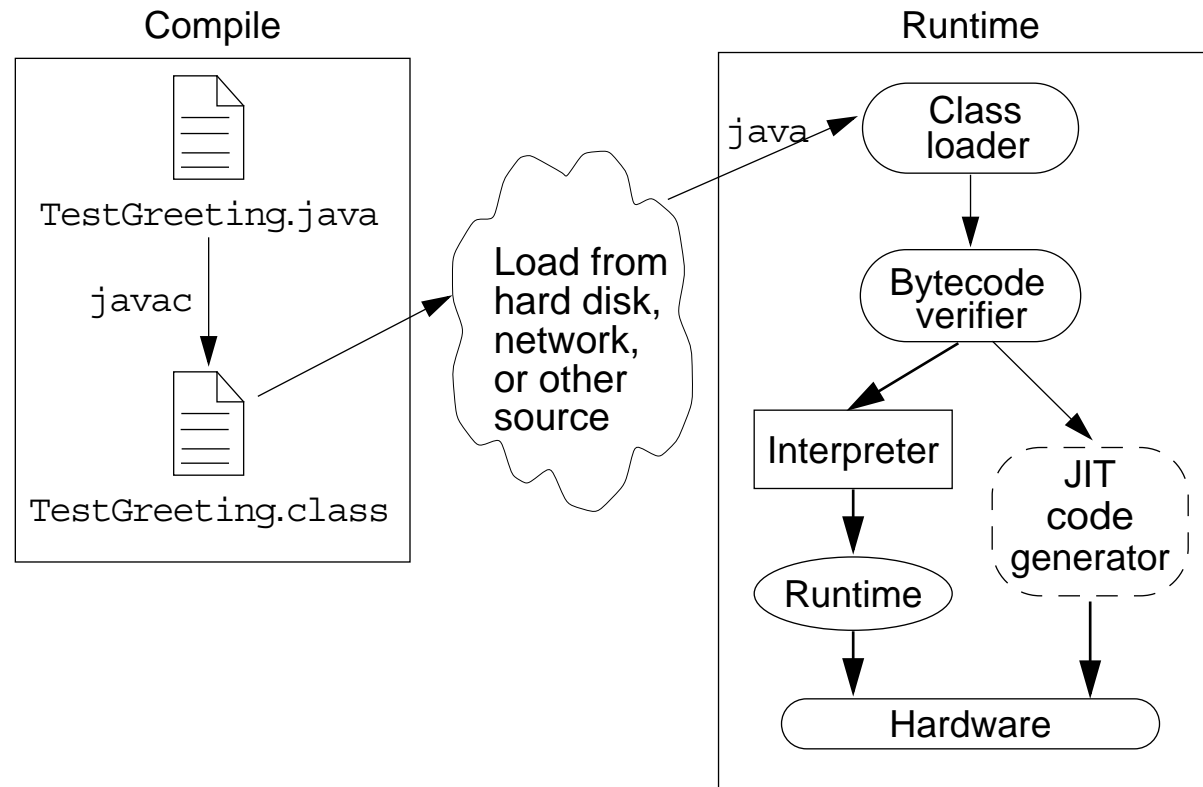 Compile
TestGreeting.java
javac
TestGreeting.class
Load from
hard disk,
network,
or other
source
Runtime
java
Class
loader
Bytecode
verifier
Interpreter
JIT
code
generator
Runtime
Hardware